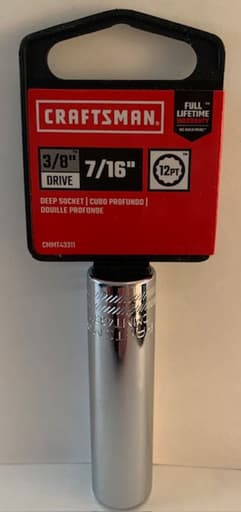 CRAFTSMAN®
FULL
LIFETIME
WARRANTY
3/8"
DRIVE
7/16"
12PT
DEEP SOCKET | CUBO PROFUNDO |
DOUILLE PROFONDE
CMMT43311